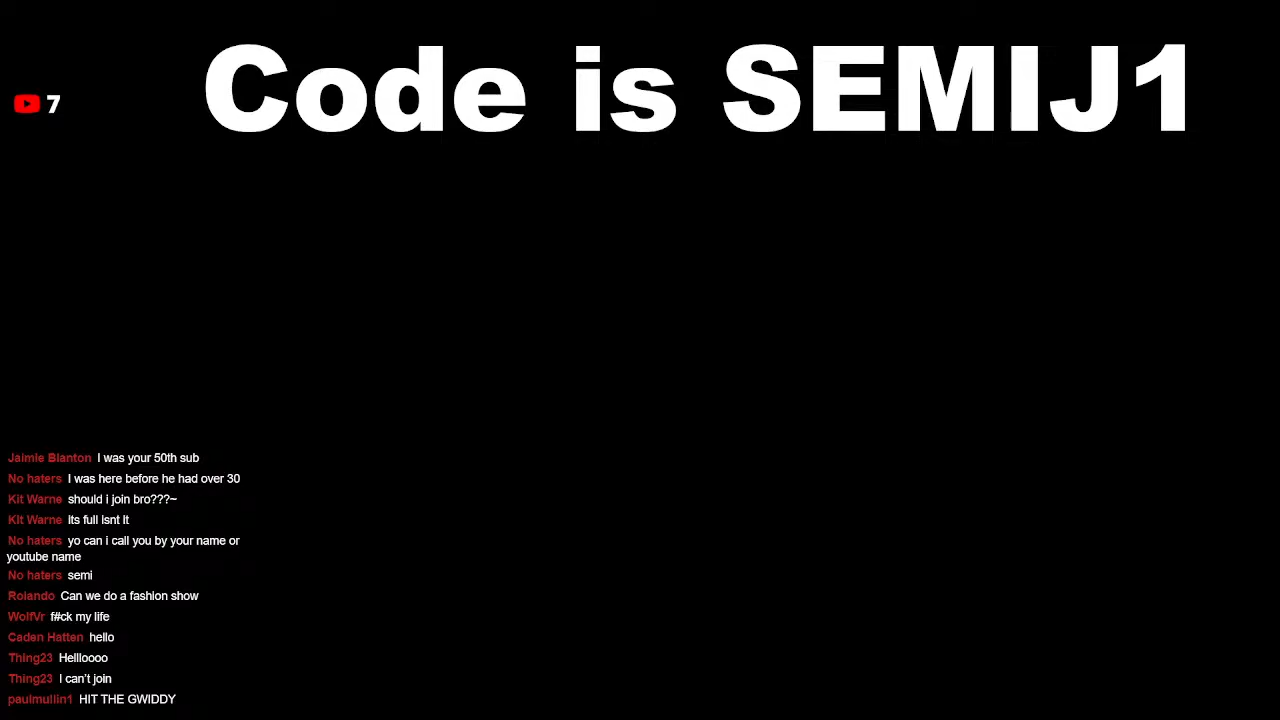 Code is SEMIJ1
7
Jaimie Blanton I was your 50th sub
No haters I was here before he had over 30
Kit Warne should i join bro???~
Kit Warne Its full isnt it
No haters yo can i call you by your name or
youtube name
No haters semi
Rolando Can we do a fashion show
WolfVr f#ck my life
Caden Hatten hello
Thing23 Hellloooo
Thing23 I can't join
paulmullin1 HIT THE GWIDDY